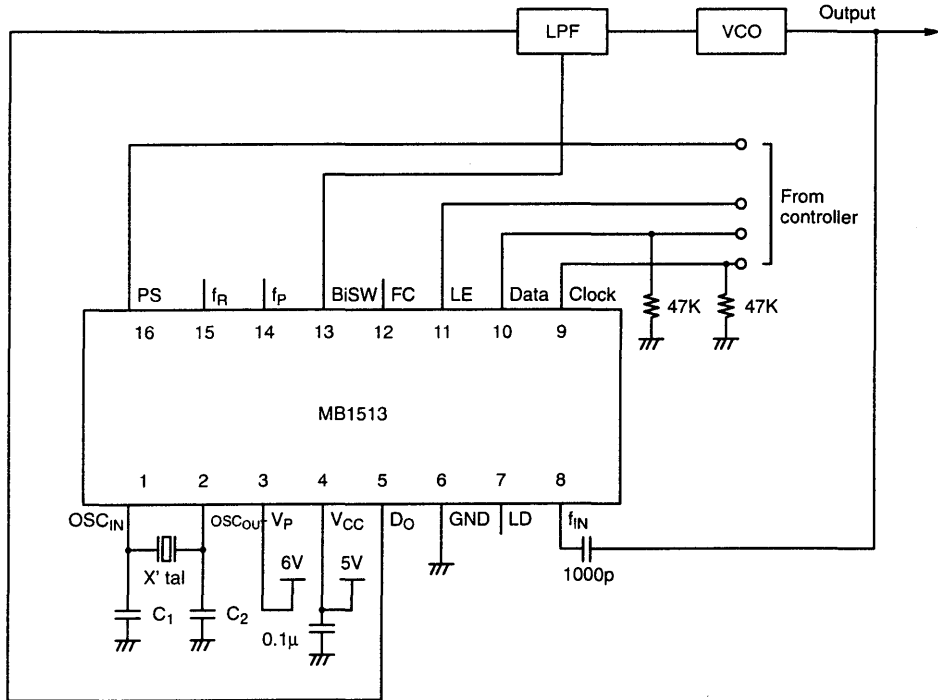 Output
LPF
VCO
From
controller
PS
fR
fP
BiSW
FC
LE
Data
Clock
47K
47K
16
15
14
13
12
11
10
9
MB1513
1
2
3
4
5
6
7
8
OSCIN
OSCOU
VP
VCC
DO
GND
LD
fIN
X' tal
6V
5V
1000p
C1
C2
0.1μ